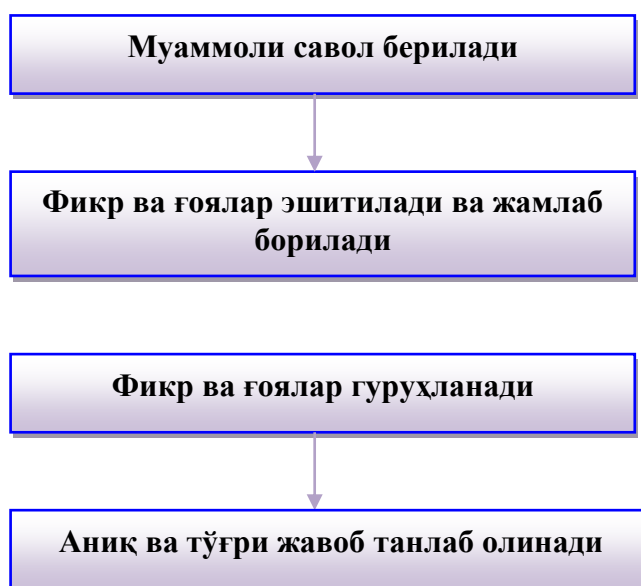 Муаммоли савол берилади
Фикр ва ғоялар эшитилади ва жамлаб
борилади
Фикр ва ғоялар гуруҳланади
Аниқ ва тўғри жавоб танлаб олинади